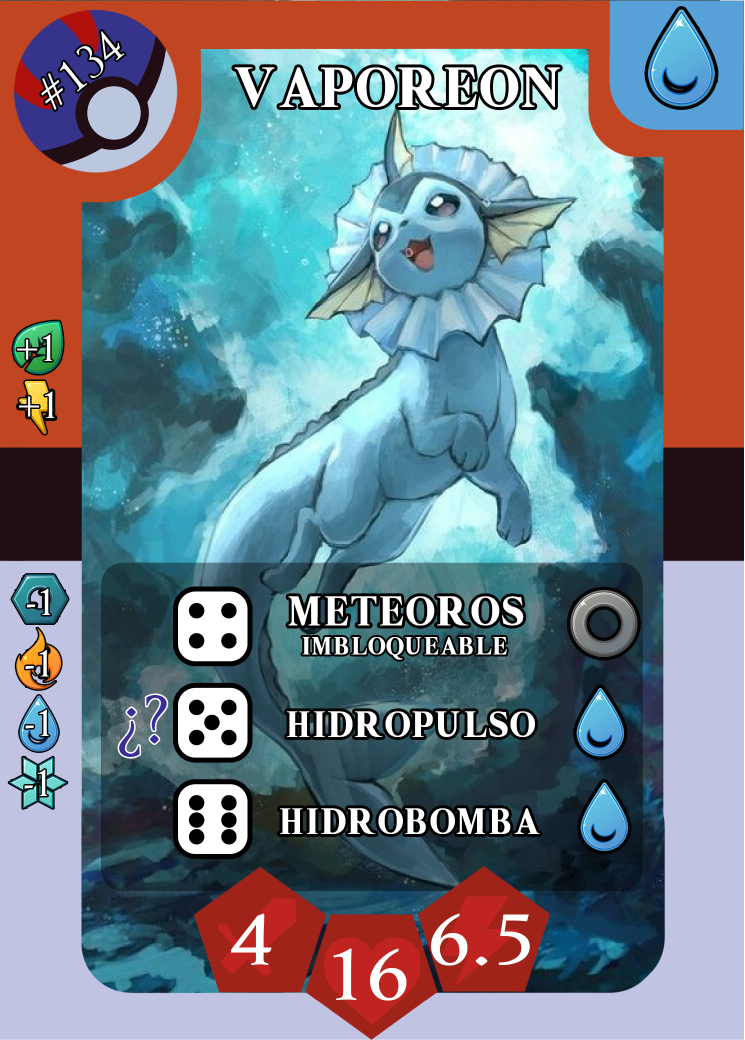 #134
VAPOREON
+1
+1
-1
-1
-1
-1
METEOROS
IMBLOQUEABLE
¿?
HIDROPULSO
HIDROBOMBA
4
16
6.5